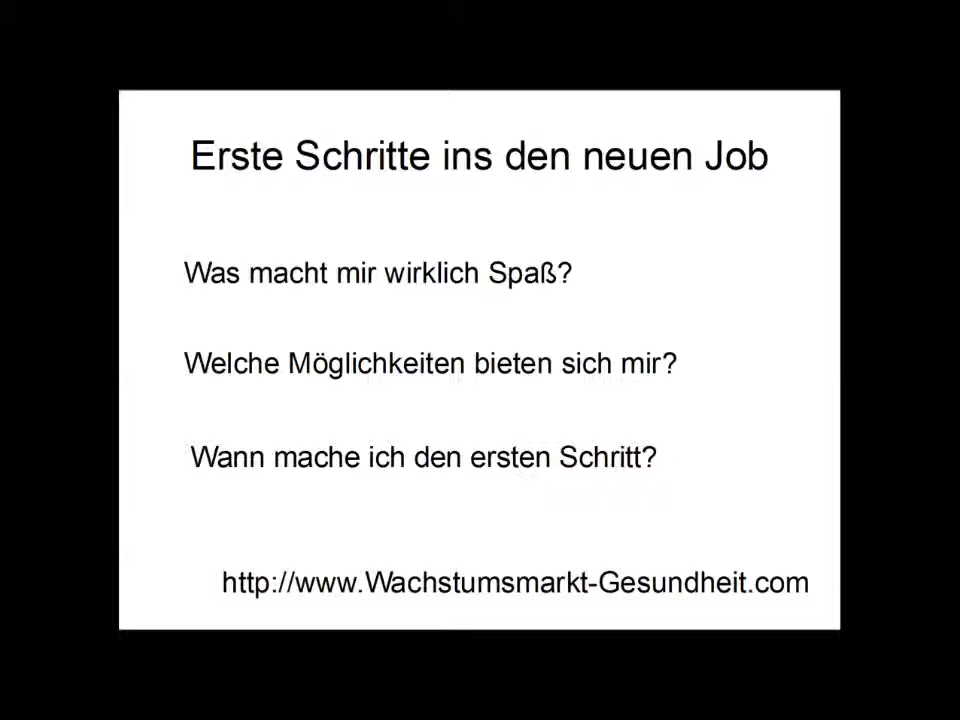 Erste Schritte ins den neuen Job
Was macht mir wirklich Spaß?
Welche Möglichkeiten bieten sich mir?
Wann mache ich den ersten Schritt?
http://www.Wachstumsmarkt-Gesundheit.com